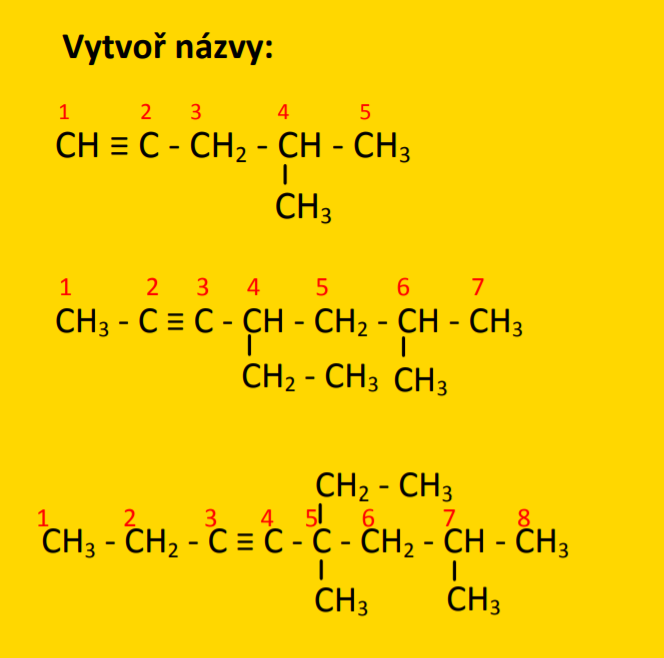 Vytvoř názvy:
1 2 3 4 5
CH ≡ C - CH₂ - CH - CH₃
CH₃
1 2 3 4 5 6 7
CH₃ - C ≡ C - CH - CH₂ - CH - CH₃
CH₂ - CH₃ CH₃
CH₂ - CH₃
1 2 3 4 5 6 7 8
CH₃ - CH₂ - C ≡ C - C - CH₂ - CH - CH₃
CH₃ CH₃